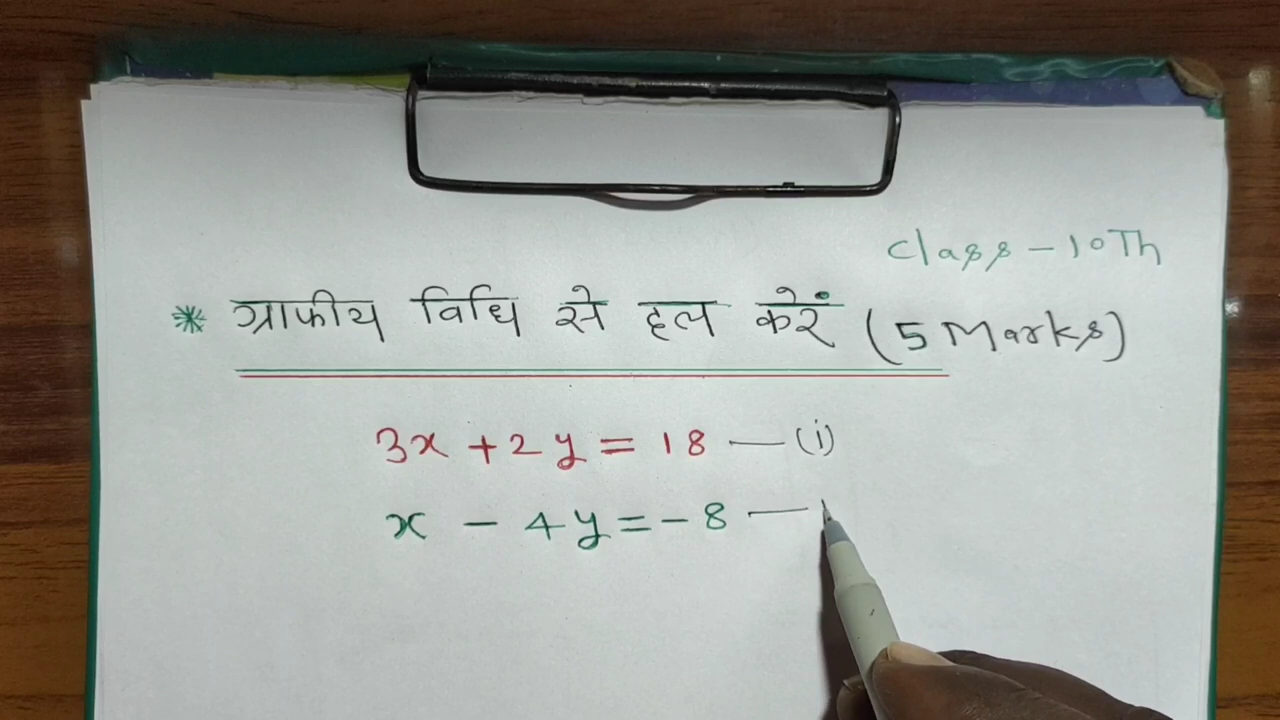 Class - 10Th
* ग्राफीय विधि से हल करें (5 Marks)
3x + 2y = 18 — (i)
x - 4y = -8 —